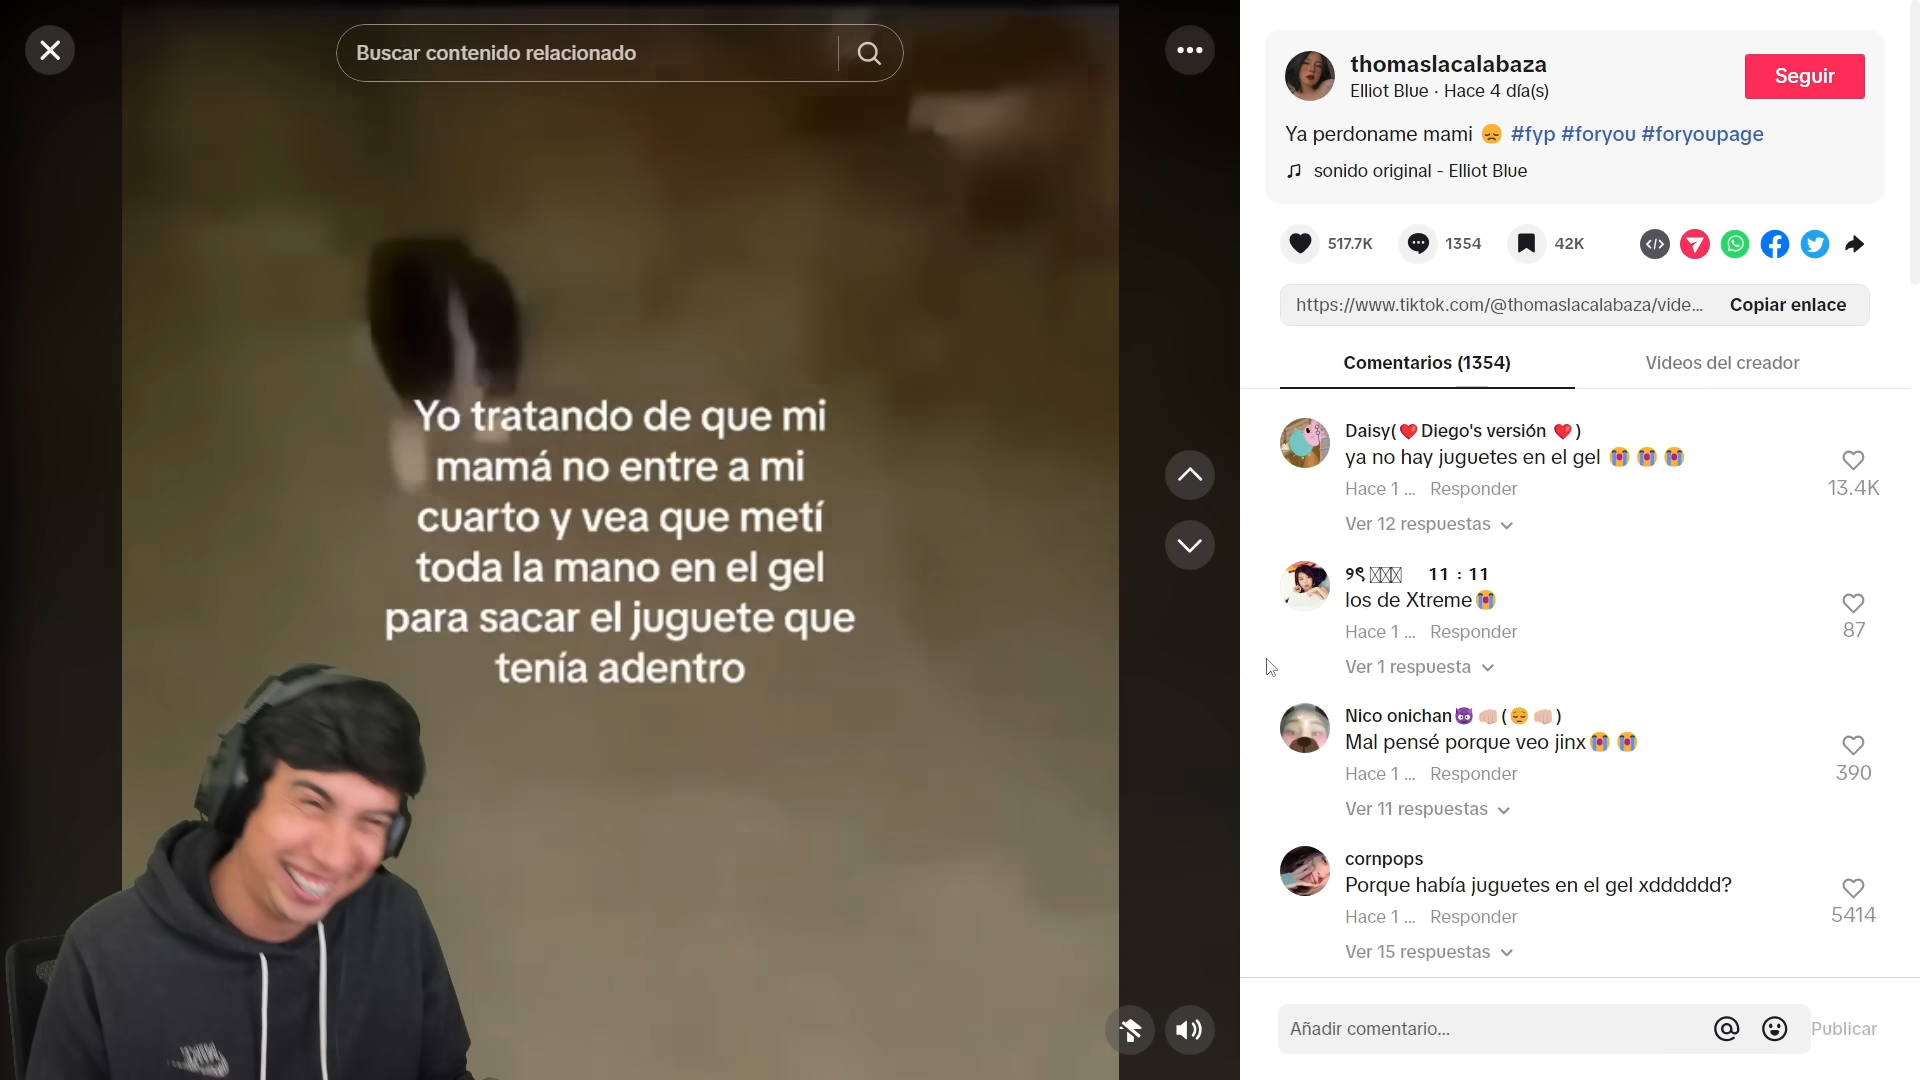 Buscar contenido relacionado
Yo tratando de que mi
mamá no entre a mi
cuarto y vea que metí
toda la mano en el gel
para sacar el juguete que
tenía adentro
thomaslacalabaza
Elliot Blue · Hace 4 día(s)
Seguir
Ya perdoname mami 😞 #fyp #foryou #foryoupage
sonido original - Elliot Blue
517.7K 1354 42K
https://www.tiktok.com/@thomaslacalabaza/vide... Copiar enlace
Comentarios (1354) Videos del creador
Daisy(❤️Diego's versión ❤️)
ya no hay juguetes en el gel 😭 😭 😭
Hace 1 ... Responder
13.4K
Ver 12 respuestas
11 : 11
los de Xtreme😭
Hace 1 ... Responder
87
Ver 1 respuesta
Nico onichan😈👊🏻(😔👊🏻)
Mal pensé porque veo jinx😭 😭
Hace 1 ... Responder
390
Ver 11 respuestas
cornpops
Porque había juguetes en el gel xdddddd?
Hace 1 ... Responder
5414
Ver 15 respuestas
Añadir comentario... Publicar